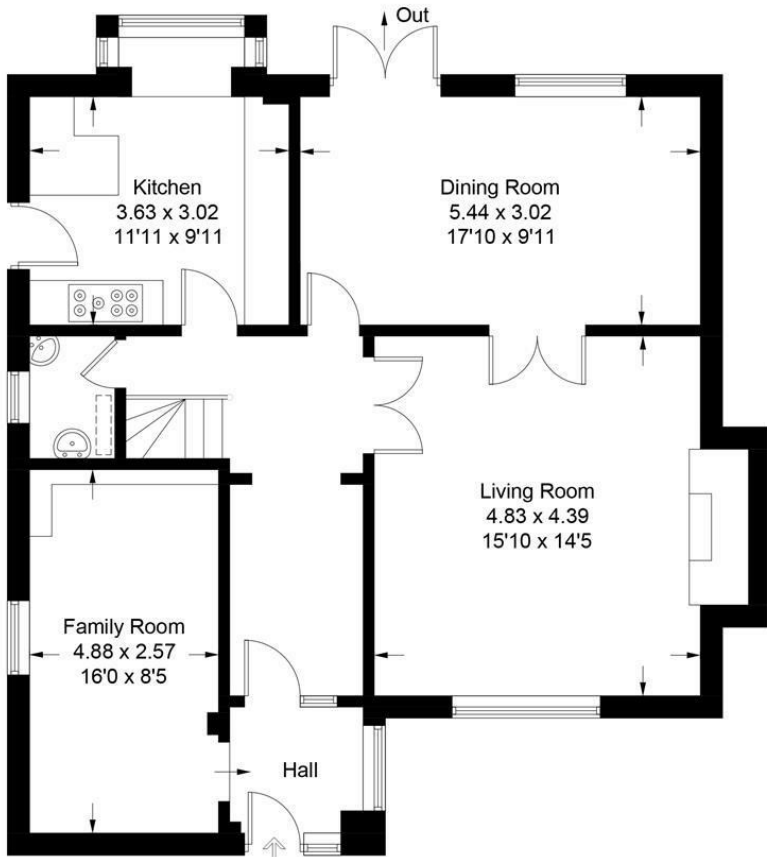 Out
Kitchen
3.63 x 3.02
11'11 x 9'11
Dining Room
5.44 x 3.02
17'10 x 9'11
Living Room
4.83 x 4.39
15'10 x 14'5
Family Room
4.88 x 2.57
16'0 x 8'5
Hall